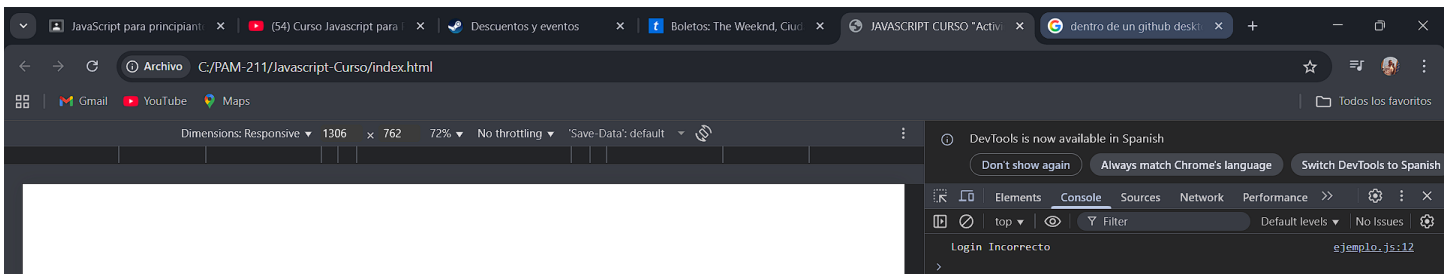 JavaScript para principiante
(54) Curso Javascript para
Descuentos y eventos
Boletos: The Weeknd, Ciud
JAVASCRIPT CURSO "Activi
dentro de un github deskt
Archivo C:/PAM-211/Javascript-Curso/index.html
Gmail YouTube Maps Todos los favoritos
Dimensions: Responsive 1306 x 762 72% No throttling 'Save-Data': default
DevTools is now available in Spanish
Don't show again Always match Chrome's language Switch DevTools to Spanish
Elements Console Sources Network Performance
top Filter Default levels No Issues
Login Incorrecto ejemplo.js:12